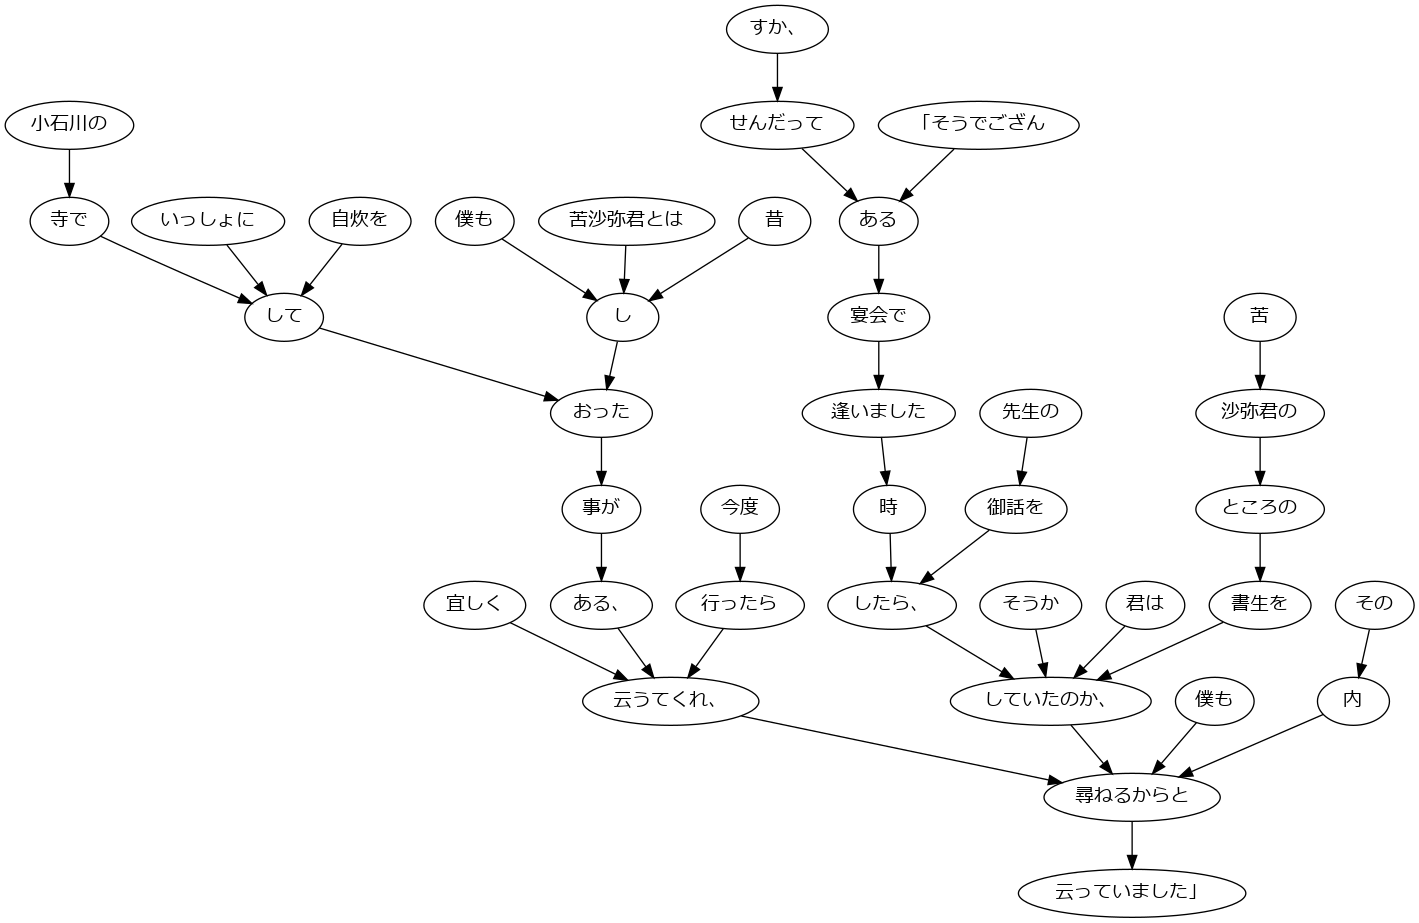 すか、
小石川の
せんだって
「そうでござん
寺で
いっしょに
自炊を
僕も
苦沙弥君とは
昔
ある
して
し
宴会で
苦
おった
逢いました
先生の
沙弥君の
事が
今度
時
御話を
ところの
宜しく
ある、
行ったら
したら、
そうか
君は
書生を
その
云うてくれ、
していたのか、
僕も
内
尋ねるからと
云っていました」